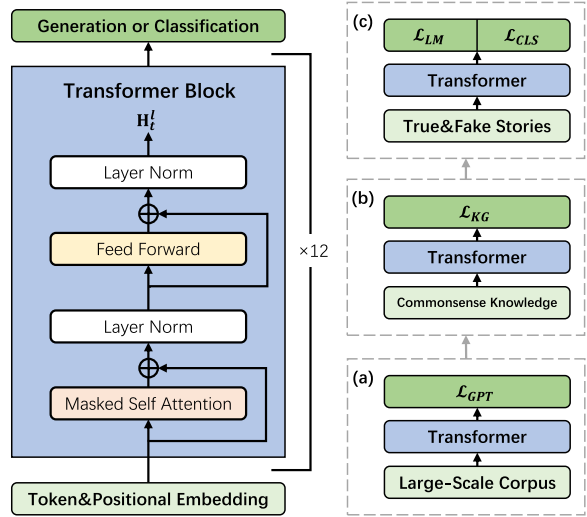 Generation or Classification
Transformer Block
H_t^l
Layer Norm
Feed Forward
Layer Norm
Masked Self Attention
Token&Positional Embedding
×12
(c)
ℒ_LM ℒ_CLS
Transformer
True&Fake Stories
(b)
ℒ_KG
Transformer
Commonsense Knowledge
(a)
ℒ_GPT
Transformer
Large-Scale Corpus